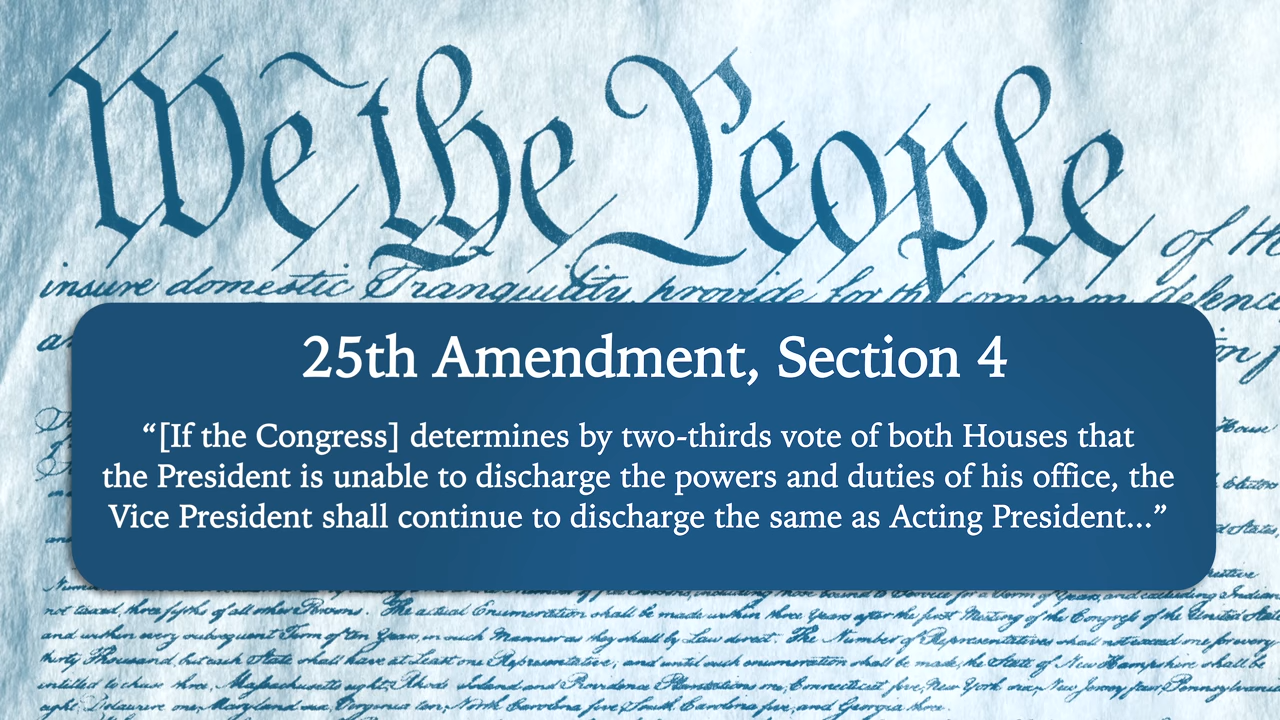 We the People
of
insure domestic Tranquility, provide for the common defence
25th Amendment, Section 4
“[If the Congress] determines by two-thirds vote of both Houses that
the President is unable to discharge the powers and duties of his office, the
Vice President shall continue to discharge the same as Acting President...”
not taxed, three fifths of all other Persons. The actual Enumeration shall be made within three Years after the first Meeting of the Congress of the United
and within every subsequent Term of ten Years, in such Manner as they shall by Law direct. The Number of Representatives shall not exceed one for every
thirty Thousand, but each State shall have at Least one Representative; and until such enumeration shall be made, the State of New Hampshire shall be
entitled to chuse three, Massachusetts eight, Rhode Island and Providence Plantations one, Connecticut five, New York six, New Jersey four, Pennsylvania
eight, Delaware one, Maryland six, Virginia ten, North Carolina five, South Carolina five, and Georgia three.